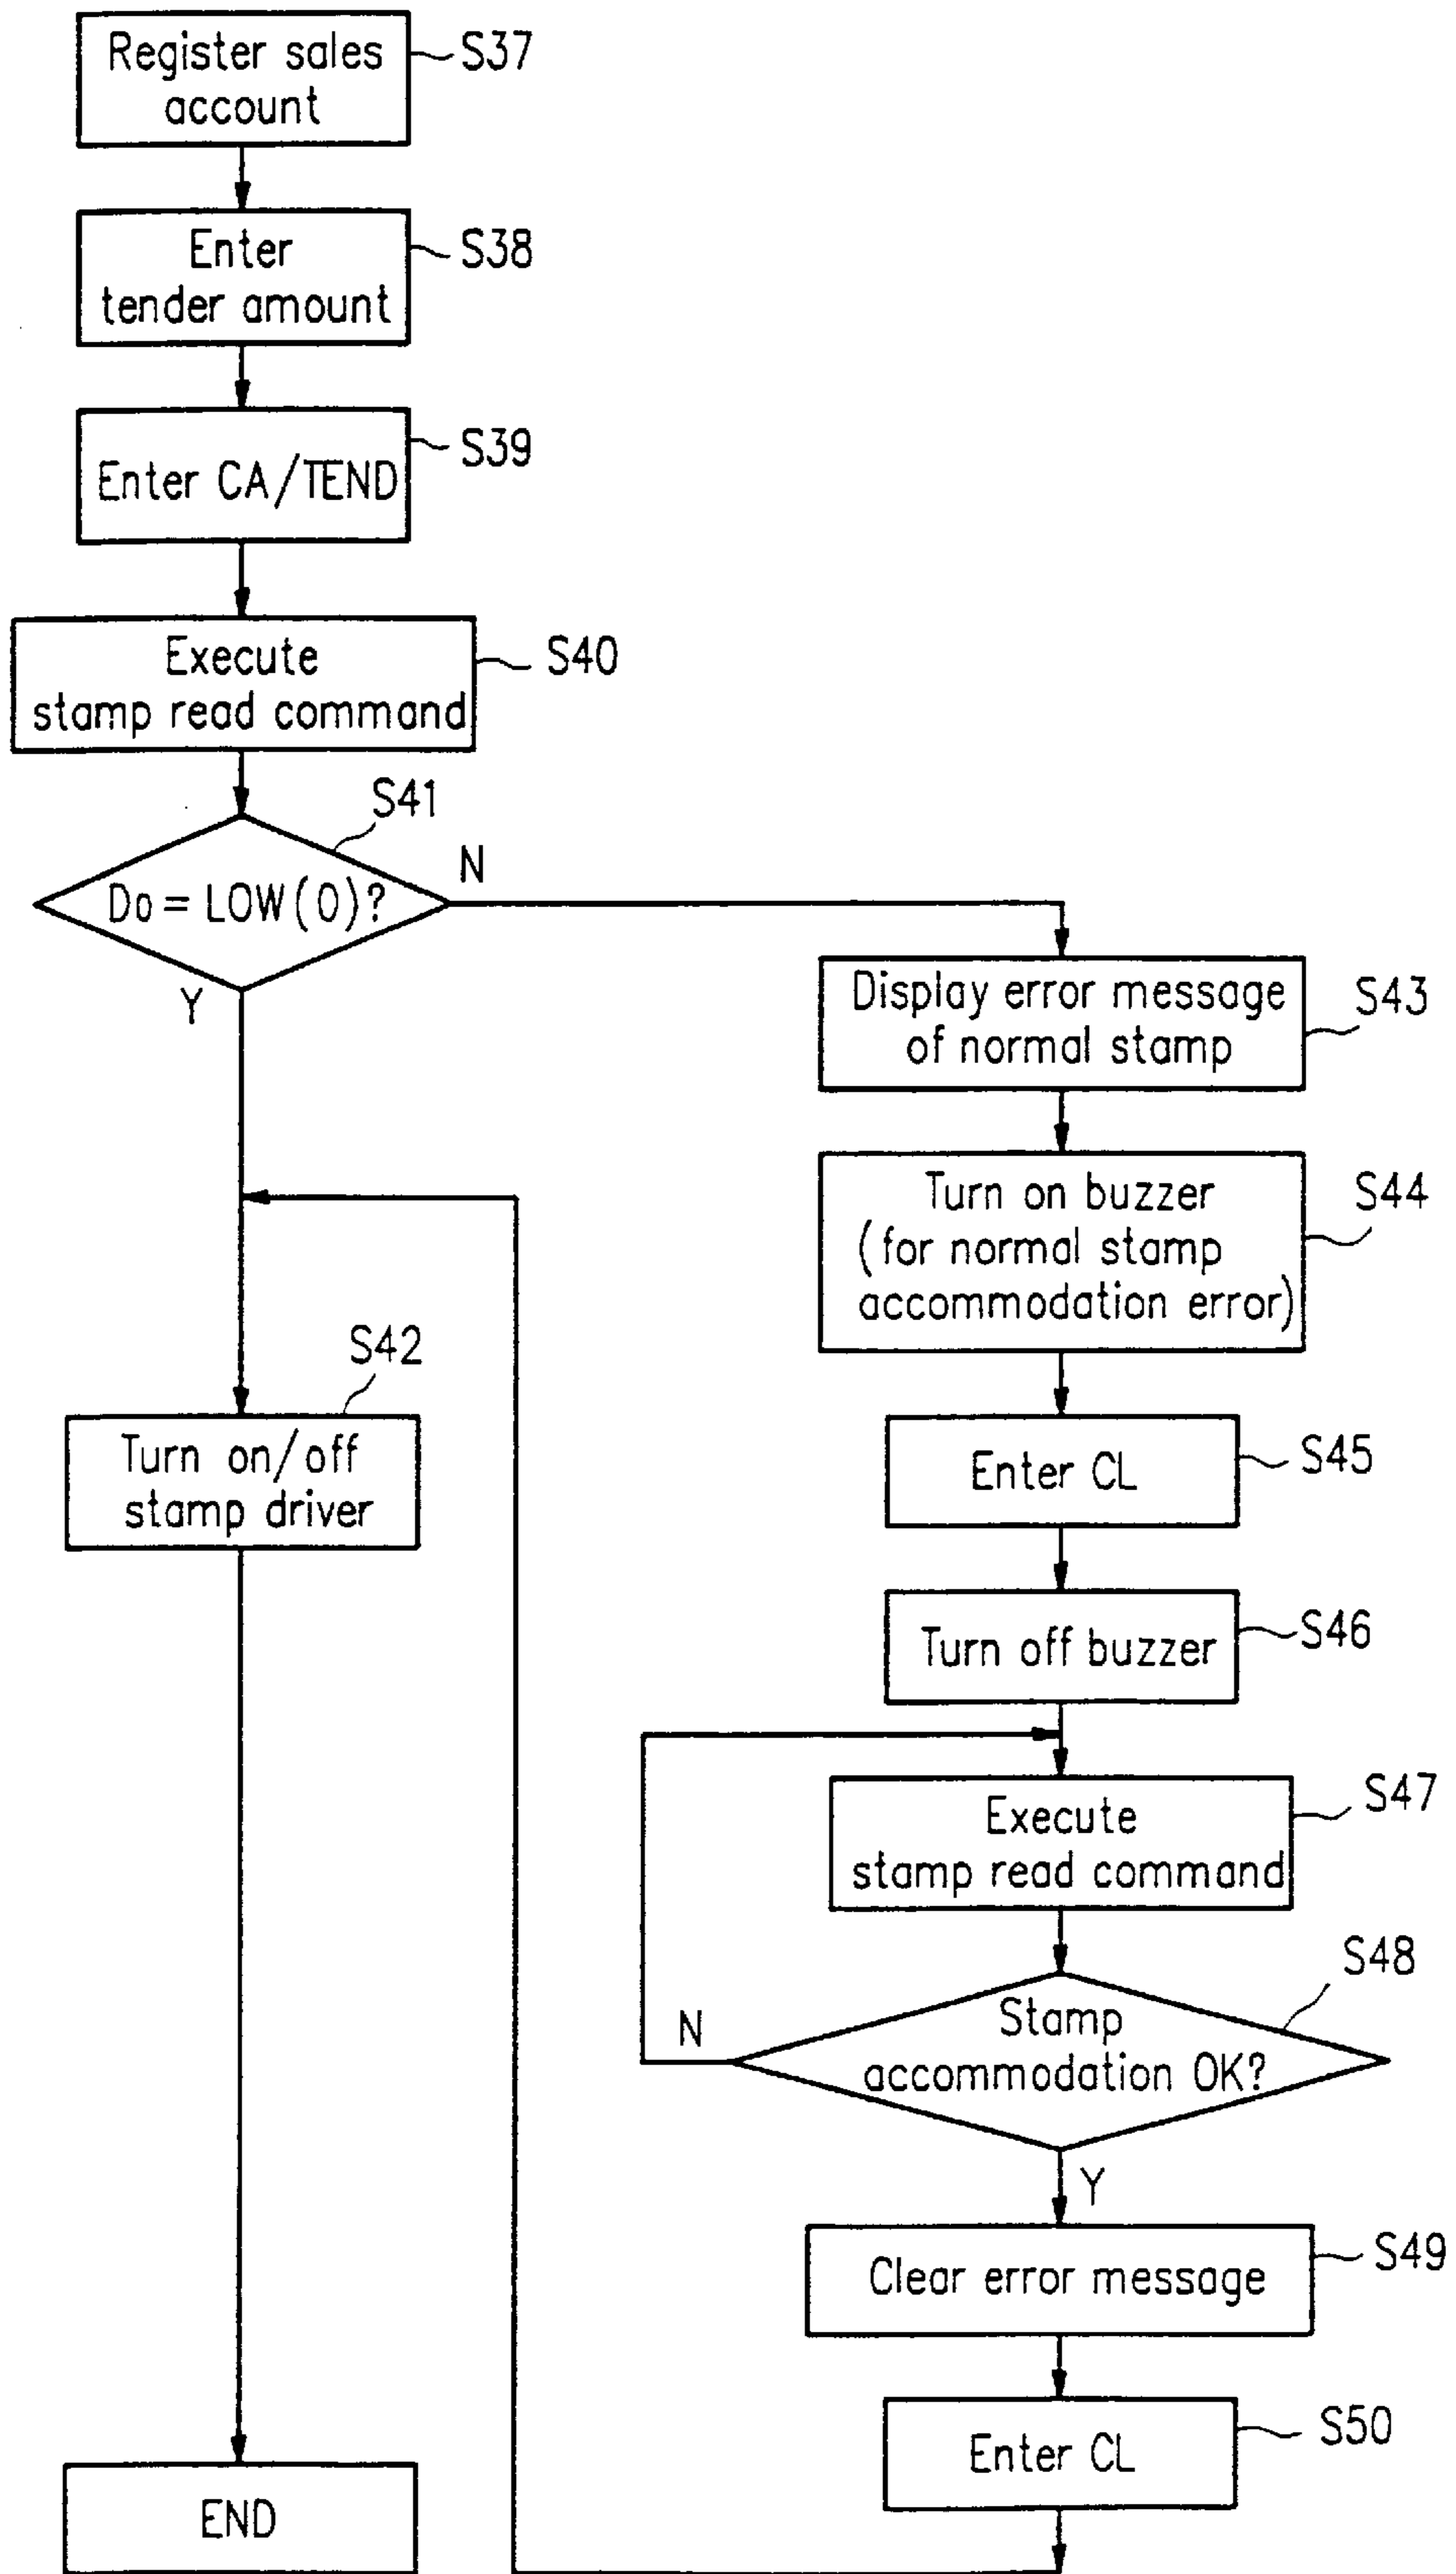 Register sales
account
S37
Enter
tender amount
S38
Enter CA/TEND
S39
Execute
stamp read command
S40
S41
Do = LOW(0)?
N
Y
Display error message
of normal stamp
S43
Turn on buzzer
(for normal stamp
accommodation error)
S44
S42
Turn on/off
stamp driver
Enter CL
S45
Turn off buzzer
S46
Execute
stamp read command
S47
S48
Stamp
accommodation OK?
N
Y
Clear error message
S49
Enter CL
S50
END